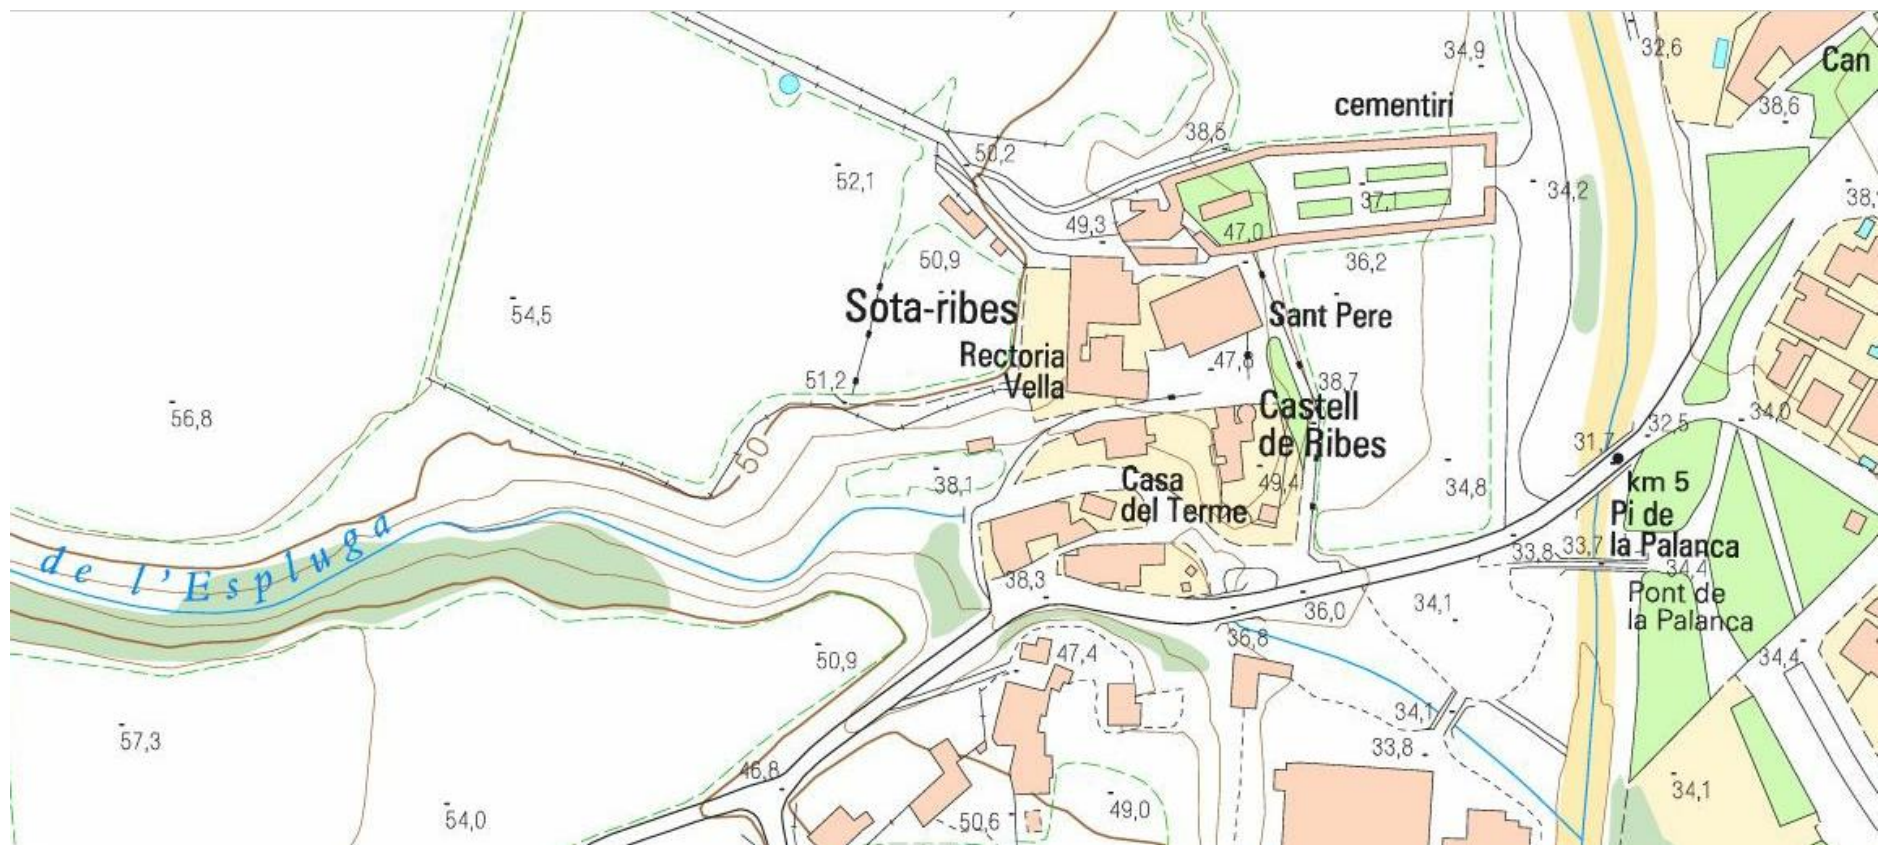 32,6
34,9
Can
38,6
cementiri
38,5
50,2
52,1
37,1
34,2
49,3
47,0
50,9
36,2
Sota-ribes
54,5
Sant Pere
Rectoria
Vella
47,8
51,2
38,7
Castell
de Ribes
56,8
34,0
32,5
31,7
50
38,1
Casa
del Terme
49,4
34,8
km 5
Pi de
la Palanca
de l'Espluga
33,8
33,7
34,4
38,3
Pont de
la Palanca
36,0
34,1
36,8
50,9
47,4
34,4
34,1
57,3
33,8
46,8
34,1
54,0
50,6
49,0